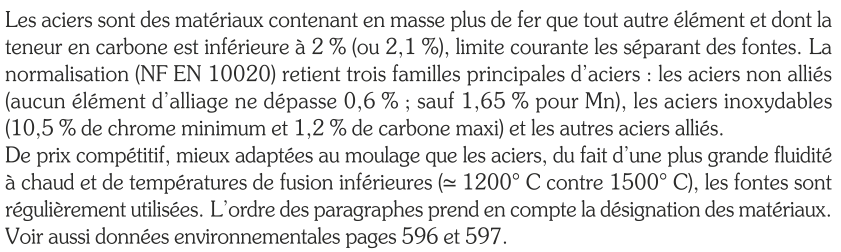 Les aciers sont des matériaux contenant en masse plus de fer que tout autre élément et dont la
teneur en carbone est inférieure à 2 % (ou 2,1 %), limite courante les séparant des fontes. La
normalisation (NF EN 10020) retient trois familles principales d'aciers : les aciers non alliés
(aucun élément d'alliage ne dépasse 0,6 % ; sauf 1,65 % pour Mn), les aciers inoxydables
(10,5 % de chrome minimum et 1,2 % de carbone maxi) et les autres aciers alliés.
De prix compétitif, mieux adaptées au moulage que les aciers, du fait d'une plus grande fluidité
à chaud et de températures de fusion inférieures (≃ 1200° C contre 1500° C), les fontes sont
régulièrement utilisées. L'ordre des paragraphes prend en compte la désignation des matériaux.
Voir aussi données environnementales pages 596 et 597.